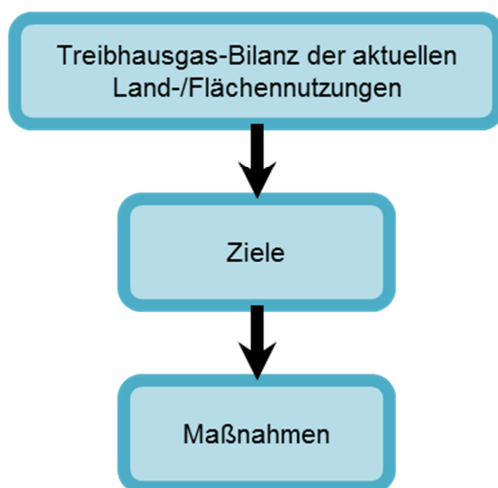 Treibhausgas-Bilanz der aktuellen
Land-/Flächennutzungen
Ziele
Maßnahmen